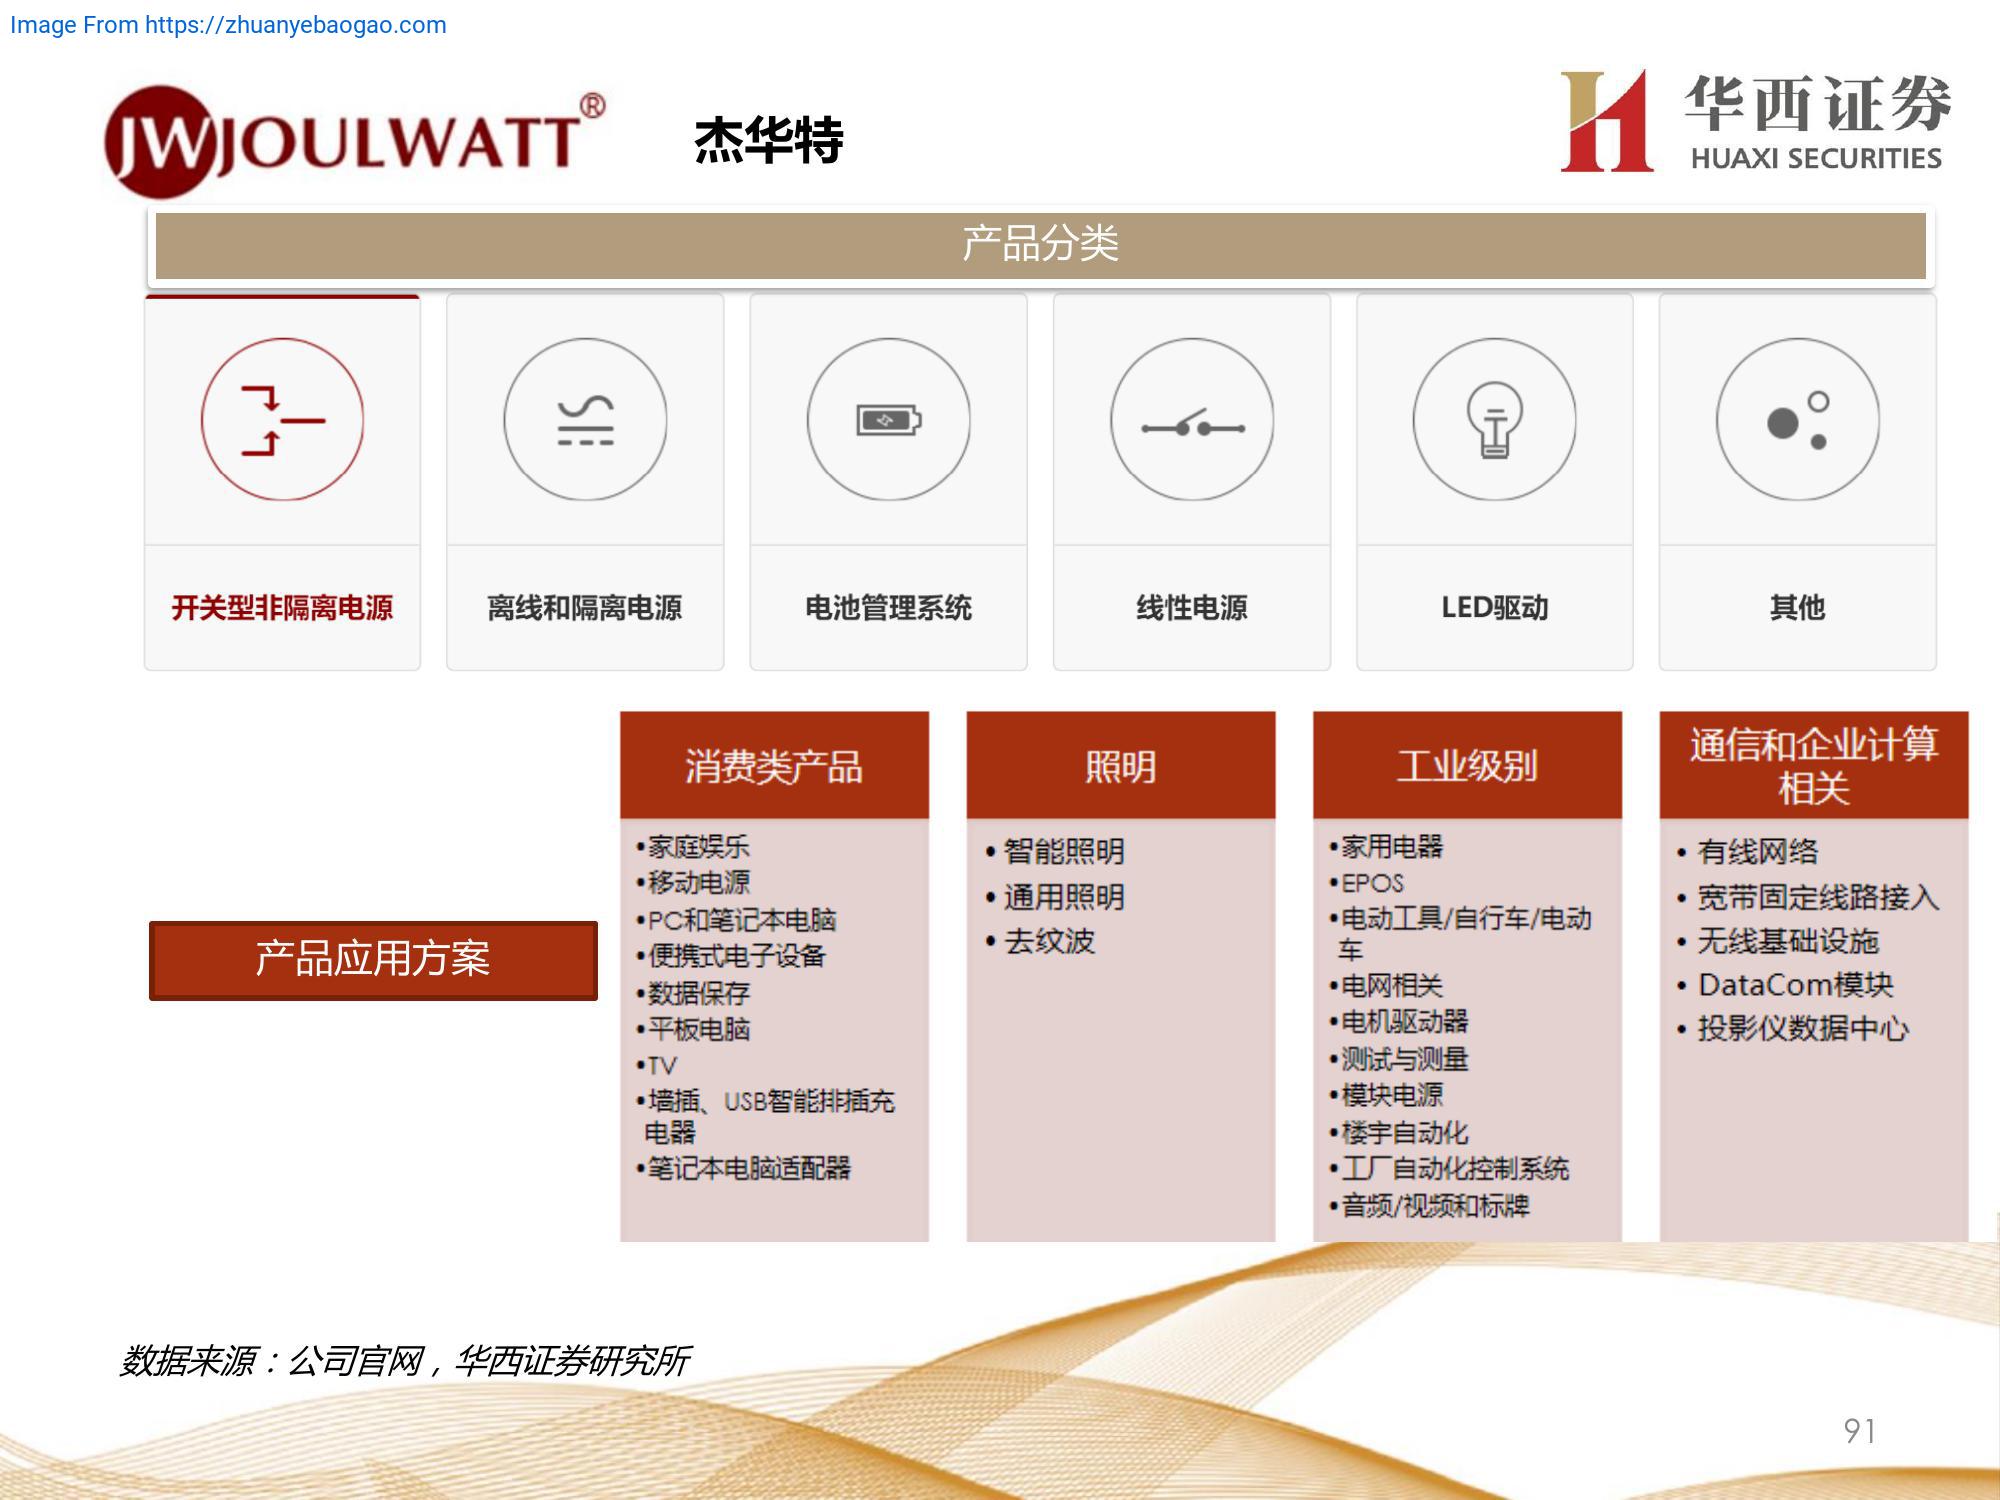 Image From https://zhuanyebaogao.com
JWJOULWATT®
杰华特
华西证券
HUAXI SECURITIES
产品分类
开关型非隔离电源
离线和隔离电源
电池管理系统
线性电源
LED驱动
其他
产品应用方案
消费类产品
•家庭娱乐
•移动电源
•PC和笔记本电脑
•便携式电子设备
•数据保存
•平板电脑
•TV
•墙插、USB智能排插充
电器
•笔记本电脑适配器
照明
• 智能照明
• 通用照明
• 去纹波
工业级别
•家用电器
•EPOS
•电动工具/自行车/电动
车
•电网相关
•电机驱动器
•测试与测量
•模块电源
•楼宇自动化
•工厂自动化控制系统
•音频/视频和标牌
通信和企业计算
相关
• 有线网络
• 宽带固定线路接入
• 无线基础设施
• DataCom模块
• 投影仪数据中心
数据来源：公司官网，华西证券研究所
91